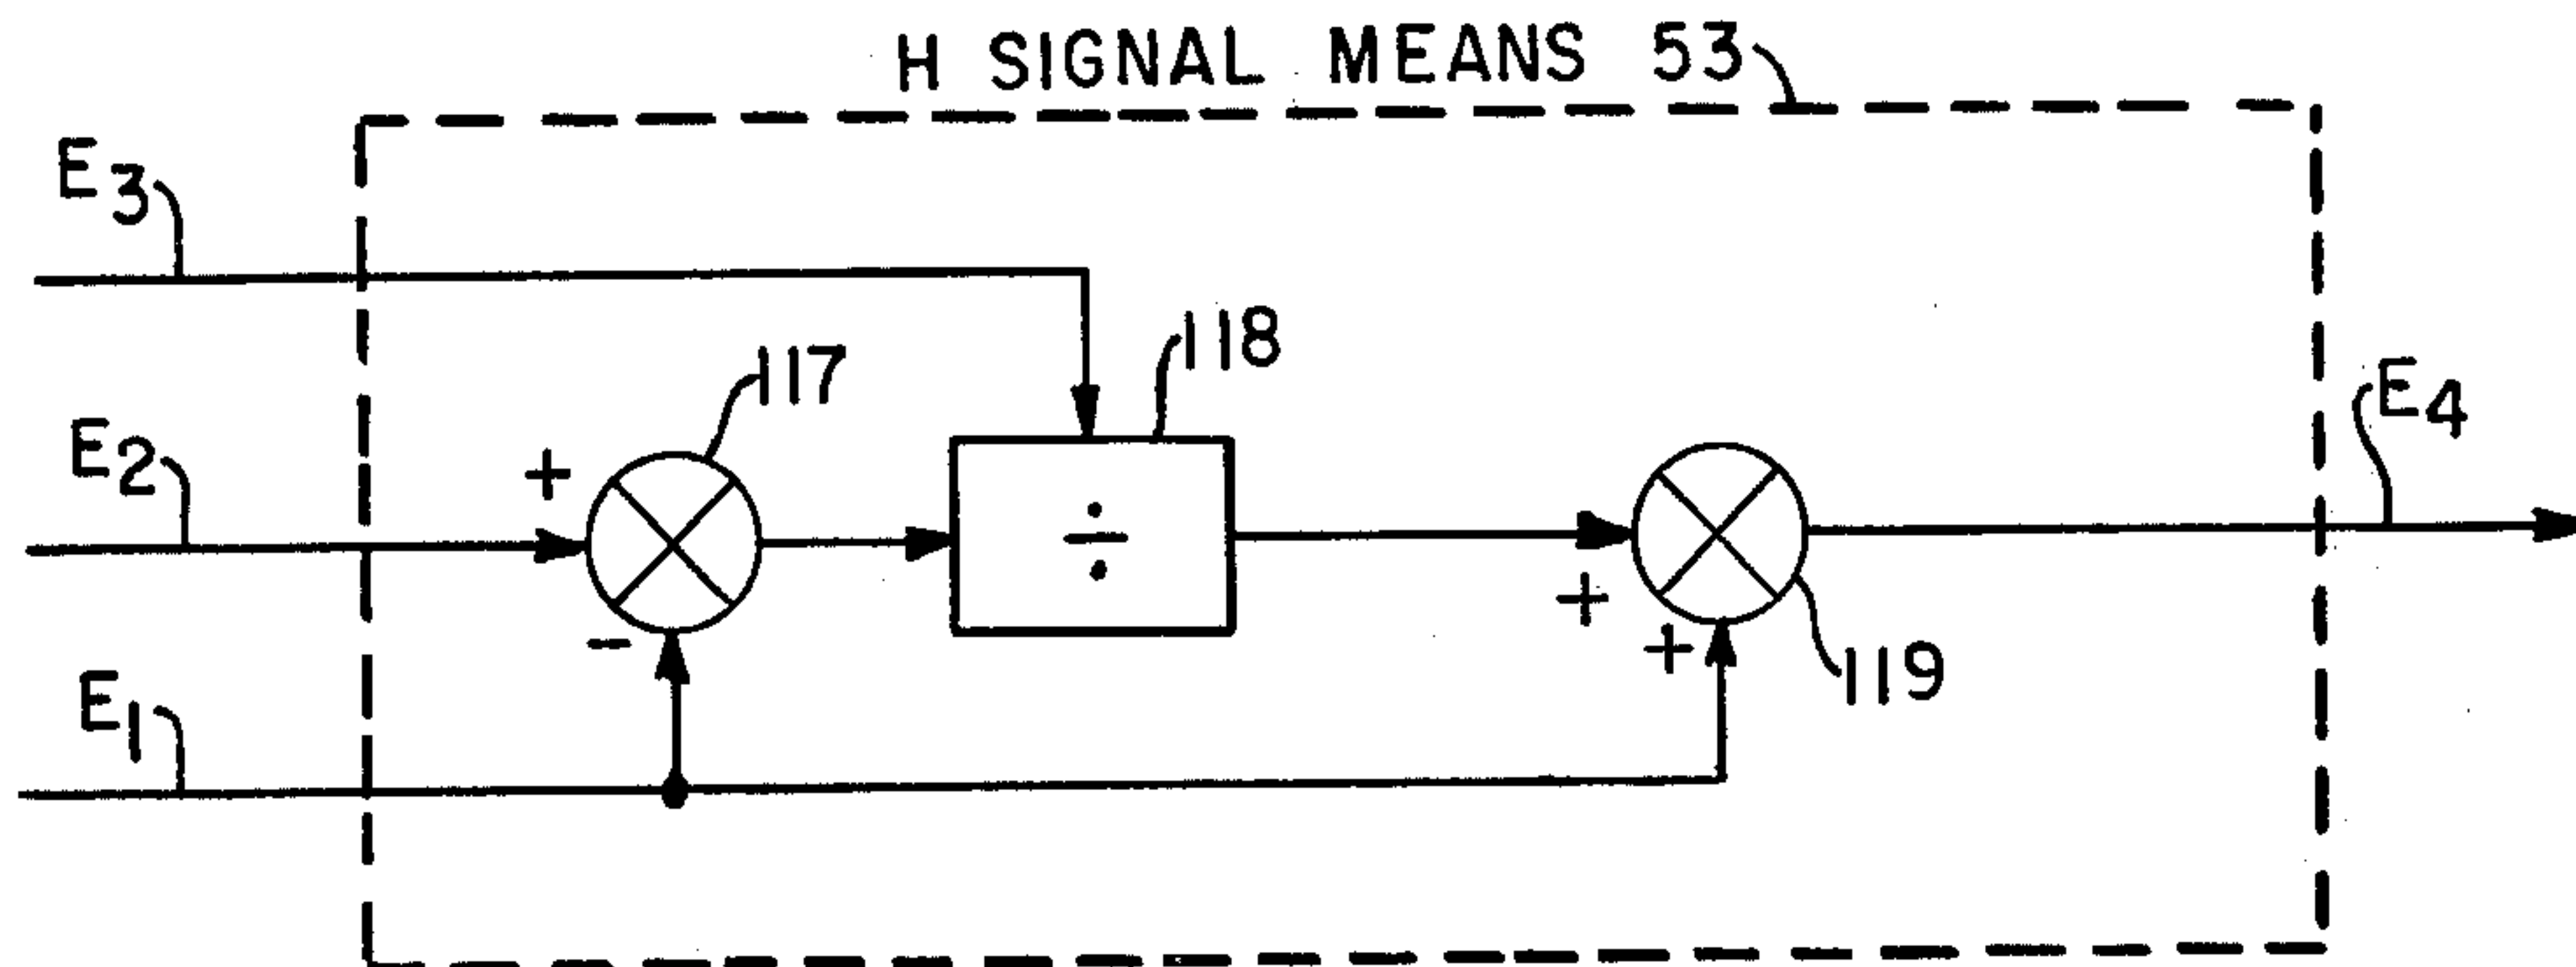 H SIGNAL MEANS 53
E3
118
117
E4
E2
+
÷
+
+
-
119
E1